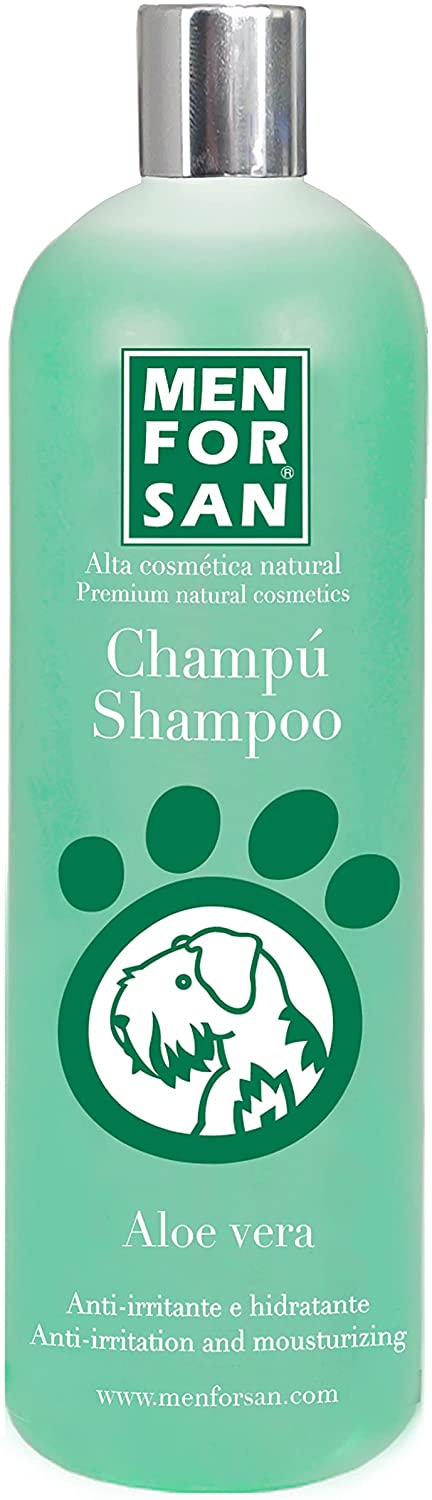 MEN
FOR
SAN®
Alta cosmética natural
Premium natural cosmetics
Champú
Shampoo
Aloe vera
Anti-irritante e hidratante
Anti-irritation and mousturizing
www.menforsan.com